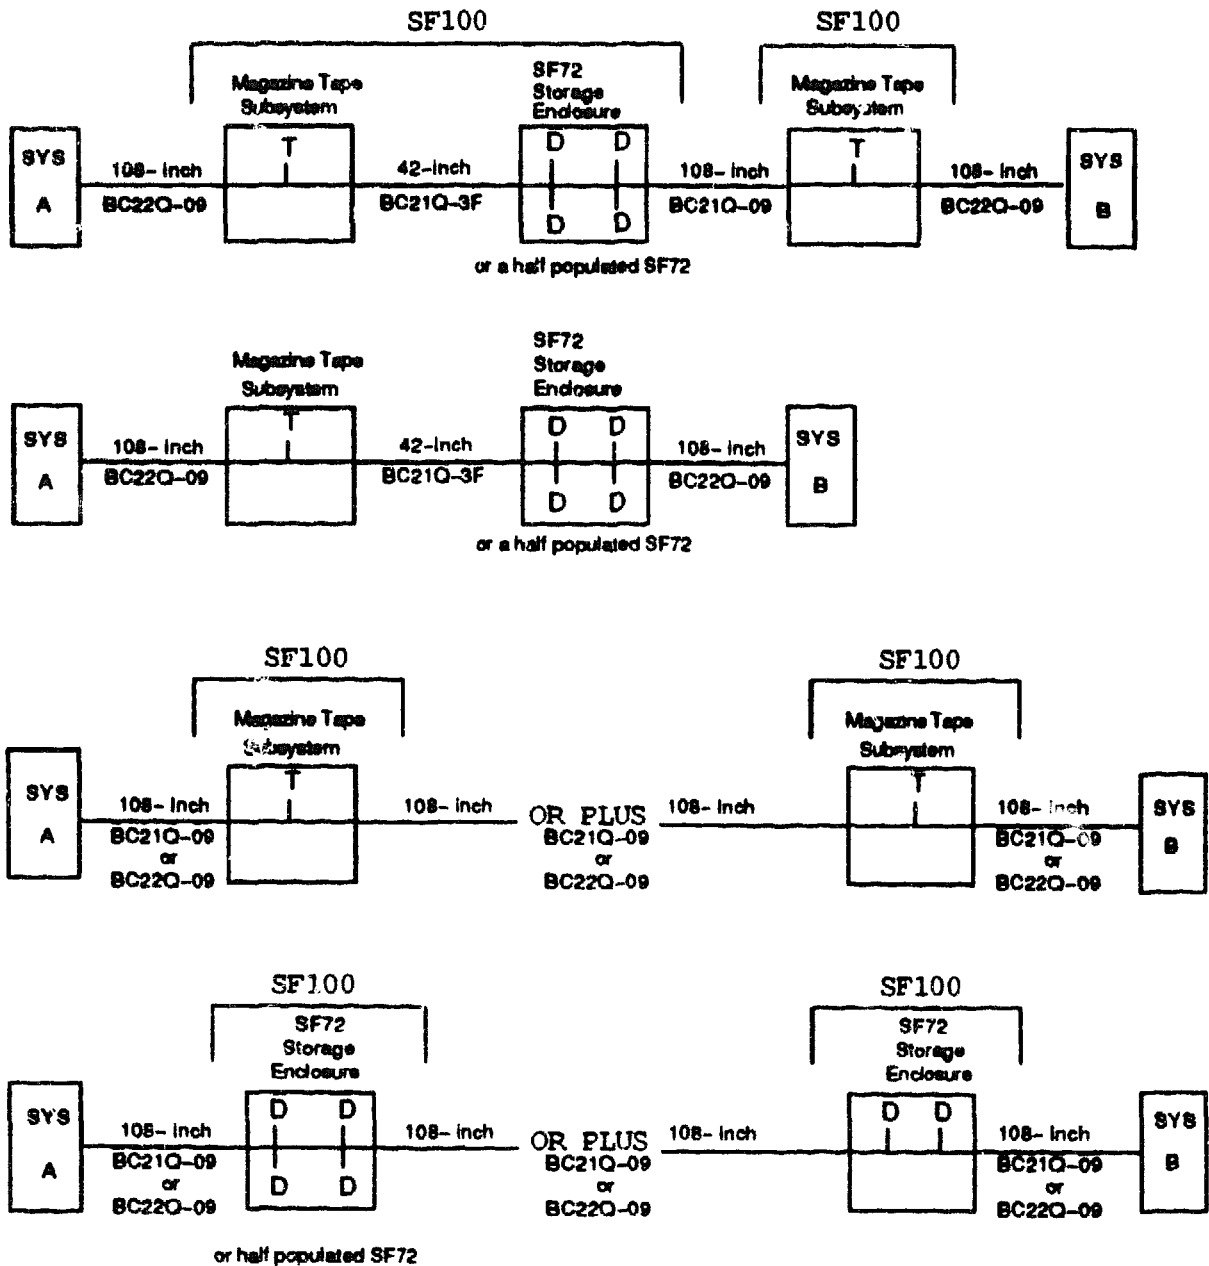 SF100 SF100
Magazine Tape
Subsystem
SF72
Storage
Enclosure
Magazine Tape
Subsystem
SYS
A
108- inch
BC22Q-09
T
42-inch
BC21Q-3F
D D
D D
108- inch
BC21Q-09
T
108- inch
BC22Q-09
SYS
B
or a half populated SF72
Magazine Tape
Subsystem
SF72
Storage
Enclosure
SYS
A
108- inch
BC22Q-09
T
42-inch
BC21Q-3F
D D
D D
108- inch
BC22Q-09
SYS
B
or a half populated SF72
SF100 SF100
Magazine Tape
Subsystem
Magazine Tape
Subsystem
SYS
A
108- inch
BC21Q-09
or
BC22Q-09
T
108- inch
OR PLUS
BC21Q-09
or
BC22Q-09
108- inch
T
108- inch
BC21Q-09
or
BC22Q-09
SYS
B
SF100 SF100
SF72
Storage
Enclosure
SF72
Storage
Enclosure
SYS
A
108- inch
BC21Q-09
or
BC22Q-09
D D
D D
108- inch
OR PLUS
BC21Q-09
or
BC22Q-09
108- inch
D D
108- inch
BC21Q-09
or
BC22Q-09
SYS
B
or half populated SF72